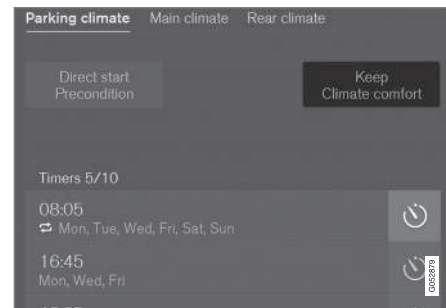 Parking climate Main climate Rear climate
Direct start
Precondition
Keep
Climate comfort
Timers 5/10
08:05
Mon, Tue, Wed, Fri, Sat, Sun
16:45
Mon, Wed, Fri
G052879